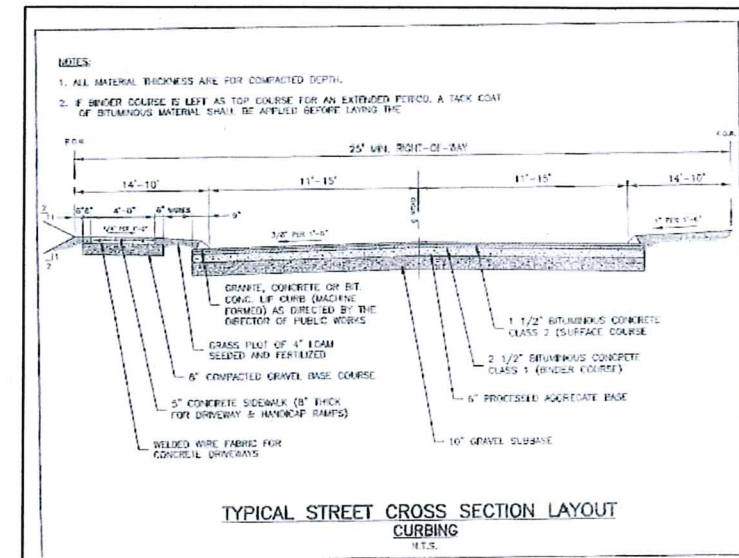 NOTES:
1. ALL MATERIAL THICKNESS ARE FOR COMPACTED DEPTH.
2. IF BINDER COURSE IS LEFT AS TOP COURSE FOR AN EXTENDED PERIOD, A TACK COAT
OF BITUMINOUS MATERIAL SHALL BE APPLIED BEFORE LAYING THE
25' MIN. RIGHT-OF-WAY
14'-10' 11'-15' 11'-15' 14'-10'
6" 6" 4'-0" 6" VARIES 9"
3/8" PER 1'-0"
1" PER 1'-0"
GRANITE, CONCRETE OR BIT.
CONC. LIP CURB (MACHINE
FORMED) AS DIRECTED BY THE
DIRECTOR OF PUBLIC WORKS
GRASS PLOT OF 4" LOAM
SEEDED AND FERTILIZED
6" COMPACTED GRAVEL BASE COURSE
5" CONCRETE SIDEWALK (8" THICK
FOR DRIVEWAY & HANDICAP RAMPS)
WELDED WIRE FABRIC FOR
CONCRETE DRIVEWAYS
1 1/2" BITUMINOUS CONCRETE
CLASS 2 (SURFACE COURSE
2 1/2" BITUMINOUS CONCRETE
CLASS 1 (BINDER COURSE)
6" PROCESSED AGGREGATE BASE
10" GRAVEL SUBBASE
TYPICAL STREET CROSS SECTION LAYOUT
CURBING
N.T.S.